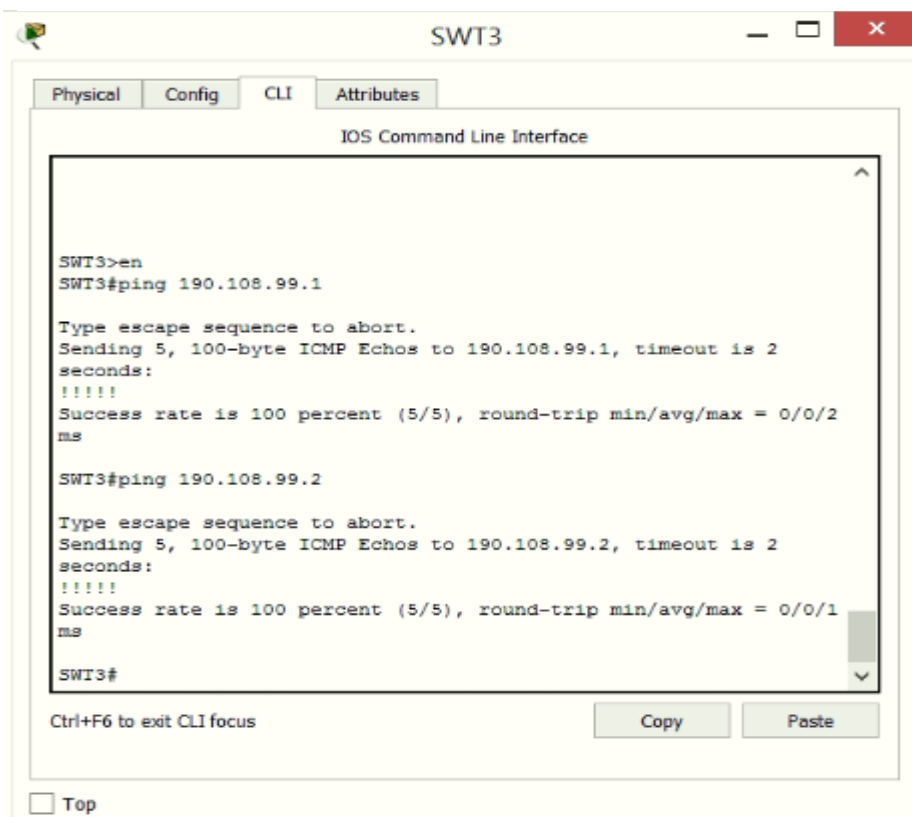 SWT3
Physical Config CLI Attributes
IOS Command Line Interface
SWT3>en
SWT3#ping 190.108.99.1
Type escape sequence to abort.
Sending 5, 100-byte ICMP Echos to 190.108.99.1, timeout is 2
seconds:
!!!!!
Success rate is 100 percent (5/5), round-trip min/avg/max = 0/0/2
ms
SWT3#ping 190.108.99.2
Type escape sequence to abort.
Sending 5, 100-byte ICMP Echos to 190.108.99.2, timeout is 2
seconds:
!!!!!
Success rate is 100 percent (5/5), round-trip min/avg/max = 0/0/1
ms
SWT3#
Ctrl+F6 to exit CLI focus
Copy Paste
Top